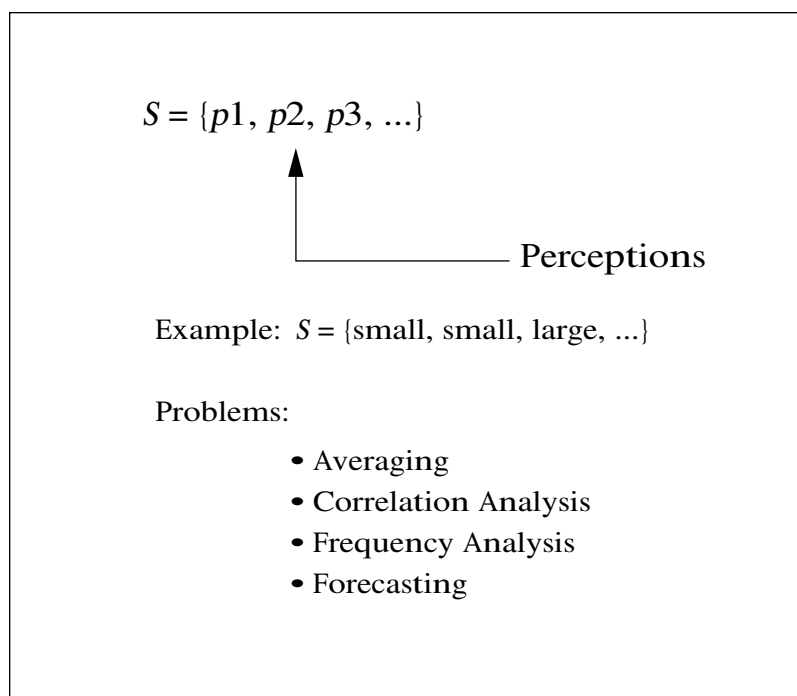 S = {p1, p2, p3, ...}
Perceptions
Example: S = {small, small, large, ...}
Problems:
• Averaging
• Correlation Analysis
• Frequency Analysis
• Forecasting